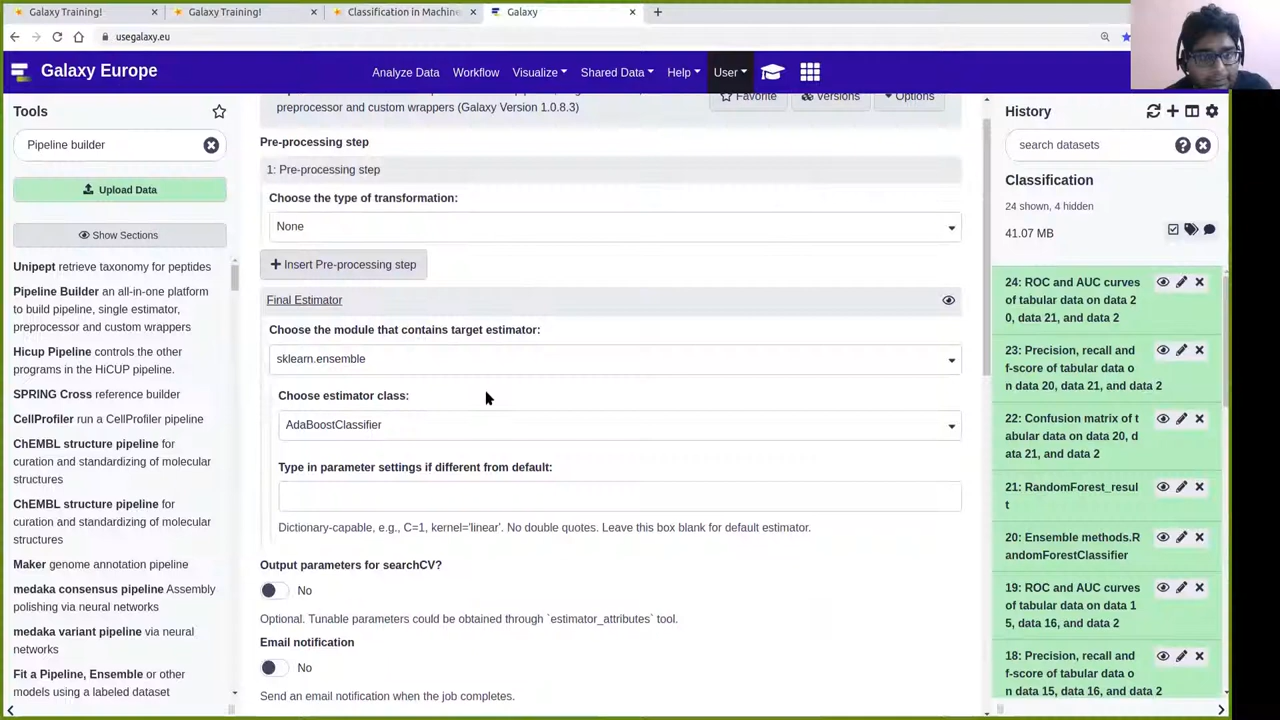 Galaxy Training!
Galaxy Training!
Classification in Machine
Galaxy
usegalaxy.eu
Galaxy Europe
Analyze Data
Workflow
Visualize
Shared Data
Help
User
Tools
Pipeline builder
Upload Data
Show Sections
Unipept retrieve taxonomy for peptides
Pipeline Builder an all-in-one platform
to build pipeline, single estimator,
preprocessor and custom wrappers
Hicup Pipeline controls the other
programs in the HiCUP pipeline.
SPRING Cross reference builder
CellProfiler run a CellProfiler pipeline
ChEMBL structure pipeline for
curation and standardizing of molecular
structures
ChEMBL structure pipeline for
curation and standardizing of molecular
structures
Maker genome annotation pipeline
medaka consensus pipeline Assembly
polishing via neural networks
medaka variant pipeline via neural
networks
Fit a Pipeline, Ensemble or other
models using a labeled dataset
preprocessor and custom wrappers (Galaxy Version 1.0.8.3)
Favorite
Versions
Options
Pre-processing step
1: Pre-processing step
Choose the type of transformation:
None
Insert Pre-processing step
Final Estimator
Choose the module that contains target estimator:
sklearn.ensemble
Choose estimator class:
AdaBoostClassifier
Type in parameter settings if different from default:
Dictionary-capable, e.g., C=1, kernel='linear'. No double quotes. Leave this box blank for default estimator.
Output parameters for searchCV?
No
Optional. Tunable parameters could be obtained through `estimator_attributes` tool.
Email notification
No
Send an email notification when the job completes.
History
search datasets
Classification
24 shown, 4 hidden
41.07 MB
24: ROC and AUC curves
of tabular data on data 2
0, data 21, and data 2
23: Precision, recall and
f-score of tabular data o
n data 20, data 21, and data 2
22: Confusion matrix of t
abular data on data 20, d
ata 21, and data 2
21: RandomForest_resul
t
20: Ensemble methods.R
andomForestClassifier
19: ROC and AUC curves
of tabular data on data 1
5, data 16, and data 2
18: Precision, recall and
f-score of tabular data o
n data 15, data 16, and data 2